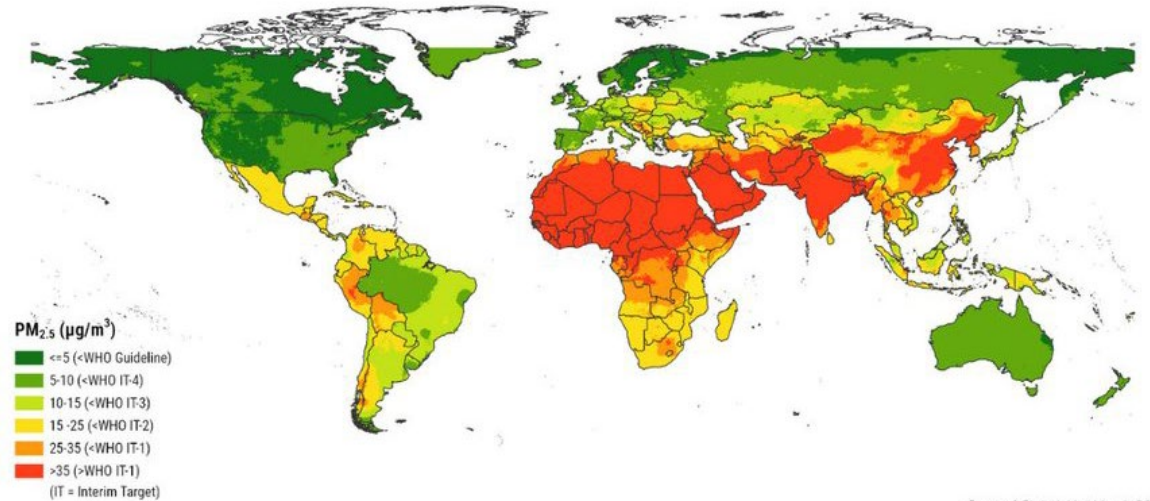 PM2.5 (µg/m³)
<=5 (<WHO Guideline)
5-10 (<WHO IT-4)
10-15 (<WHO IT-3)
15 -25 (<WHO IT-2)
25-35 (<WHO IT-1)
>35 (>WHO IT-1)
(IT = Interim Target)